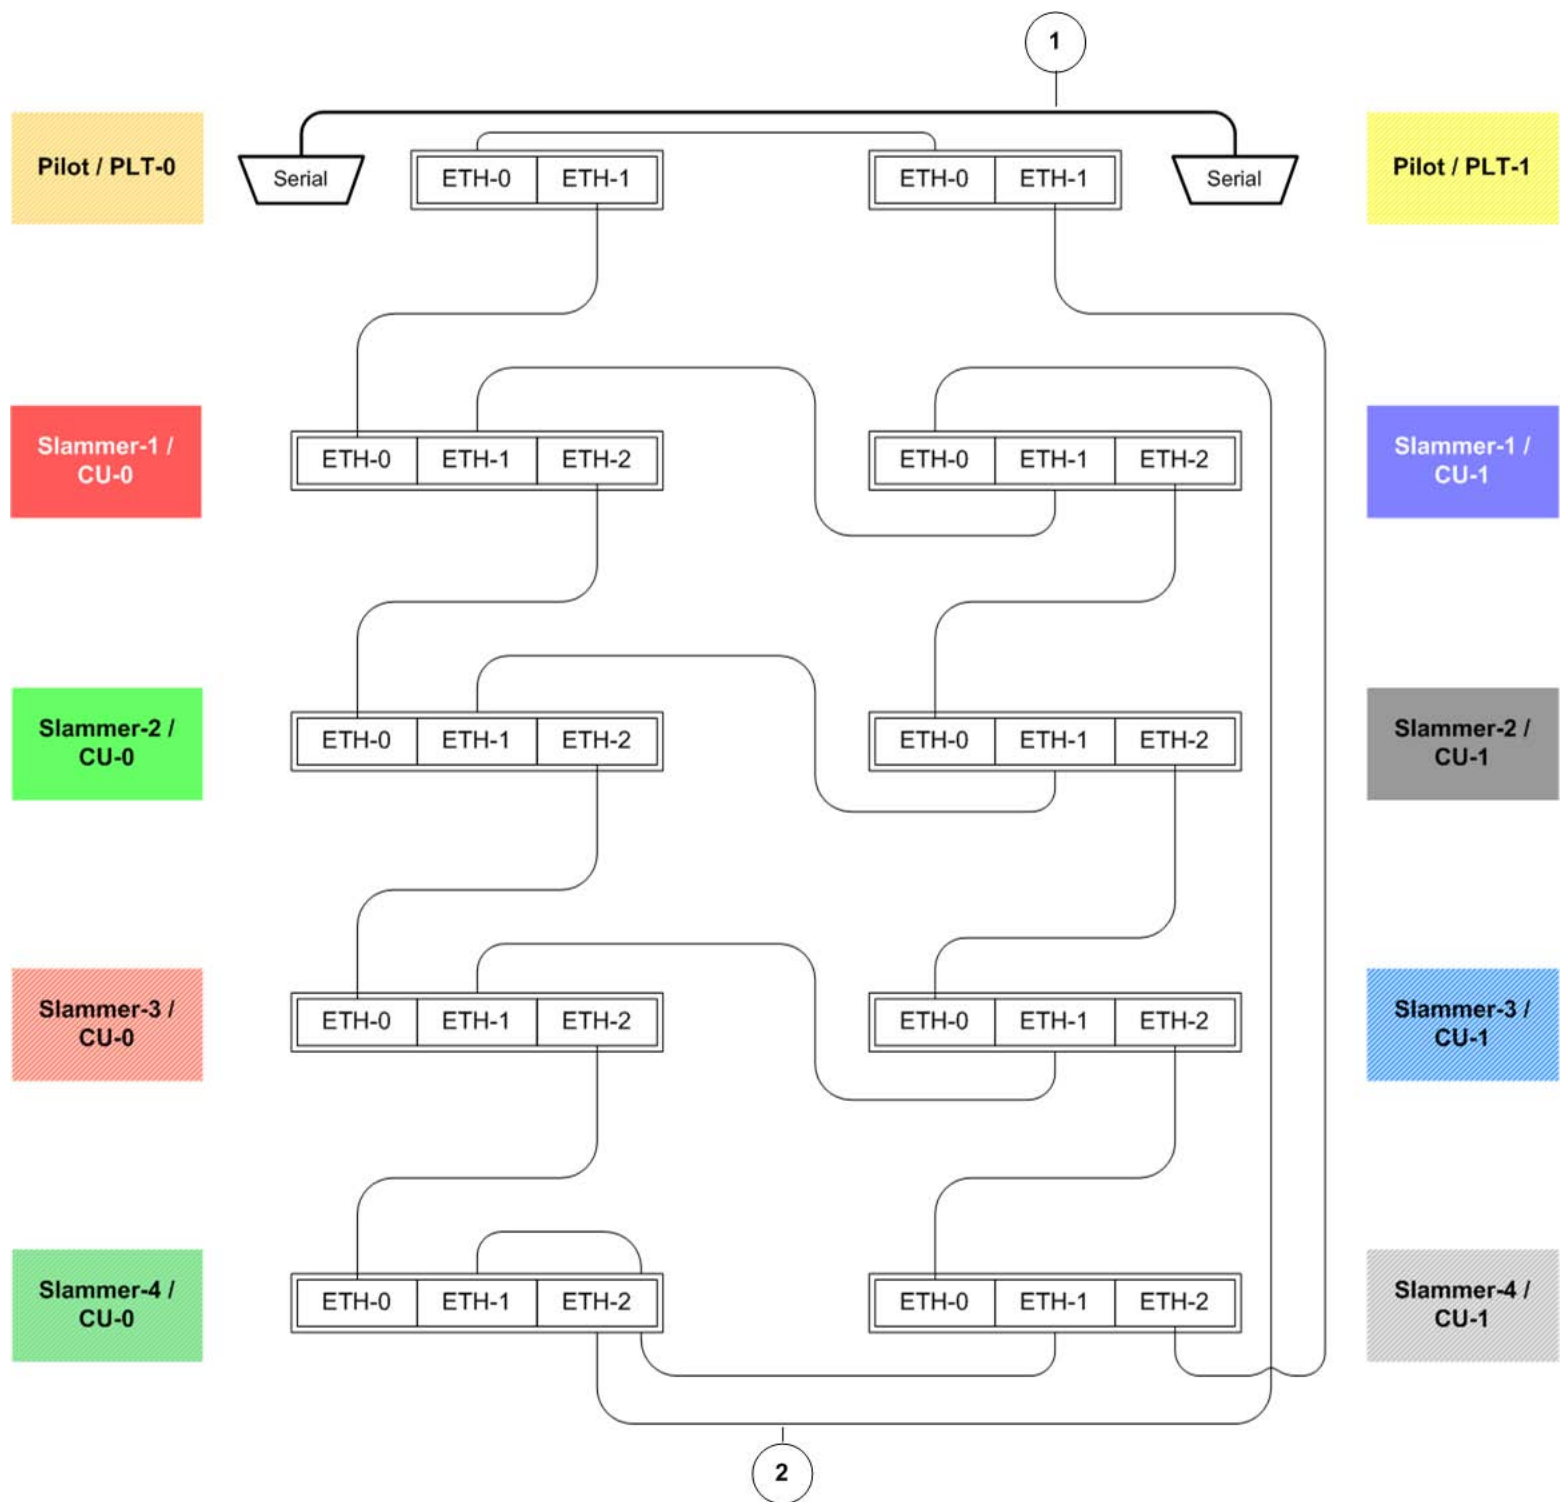 1
Pilot / PLT-0
Serial
ETH-0 ETH-1
ETH-0 ETH-1
Serial
Pilot / PLT-1
Slammer-1 /
CU-0
ETH-0 ETH-1 ETH-2
ETH-0 ETH-1 ETH-2
Slammer-1 /
CU-1
Slammer-2 /
CU-0
ETH-0 ETH-1 ETH-2
ETH-0 ETH-1 ETH-2
Slammer-2 /
CU-1
Slammer-3 /
CU-0
ETH-0 ETH-1 ETH-2
ETH-0 ETH-1 ETH-2
Slammer-3 /
CU-1
Slammer-4 /
CU-0
ETH-0 ETH-1 ETH-2
ETH-0 ETH-1 ETH-2
Slammer-4 /
CU-1
2